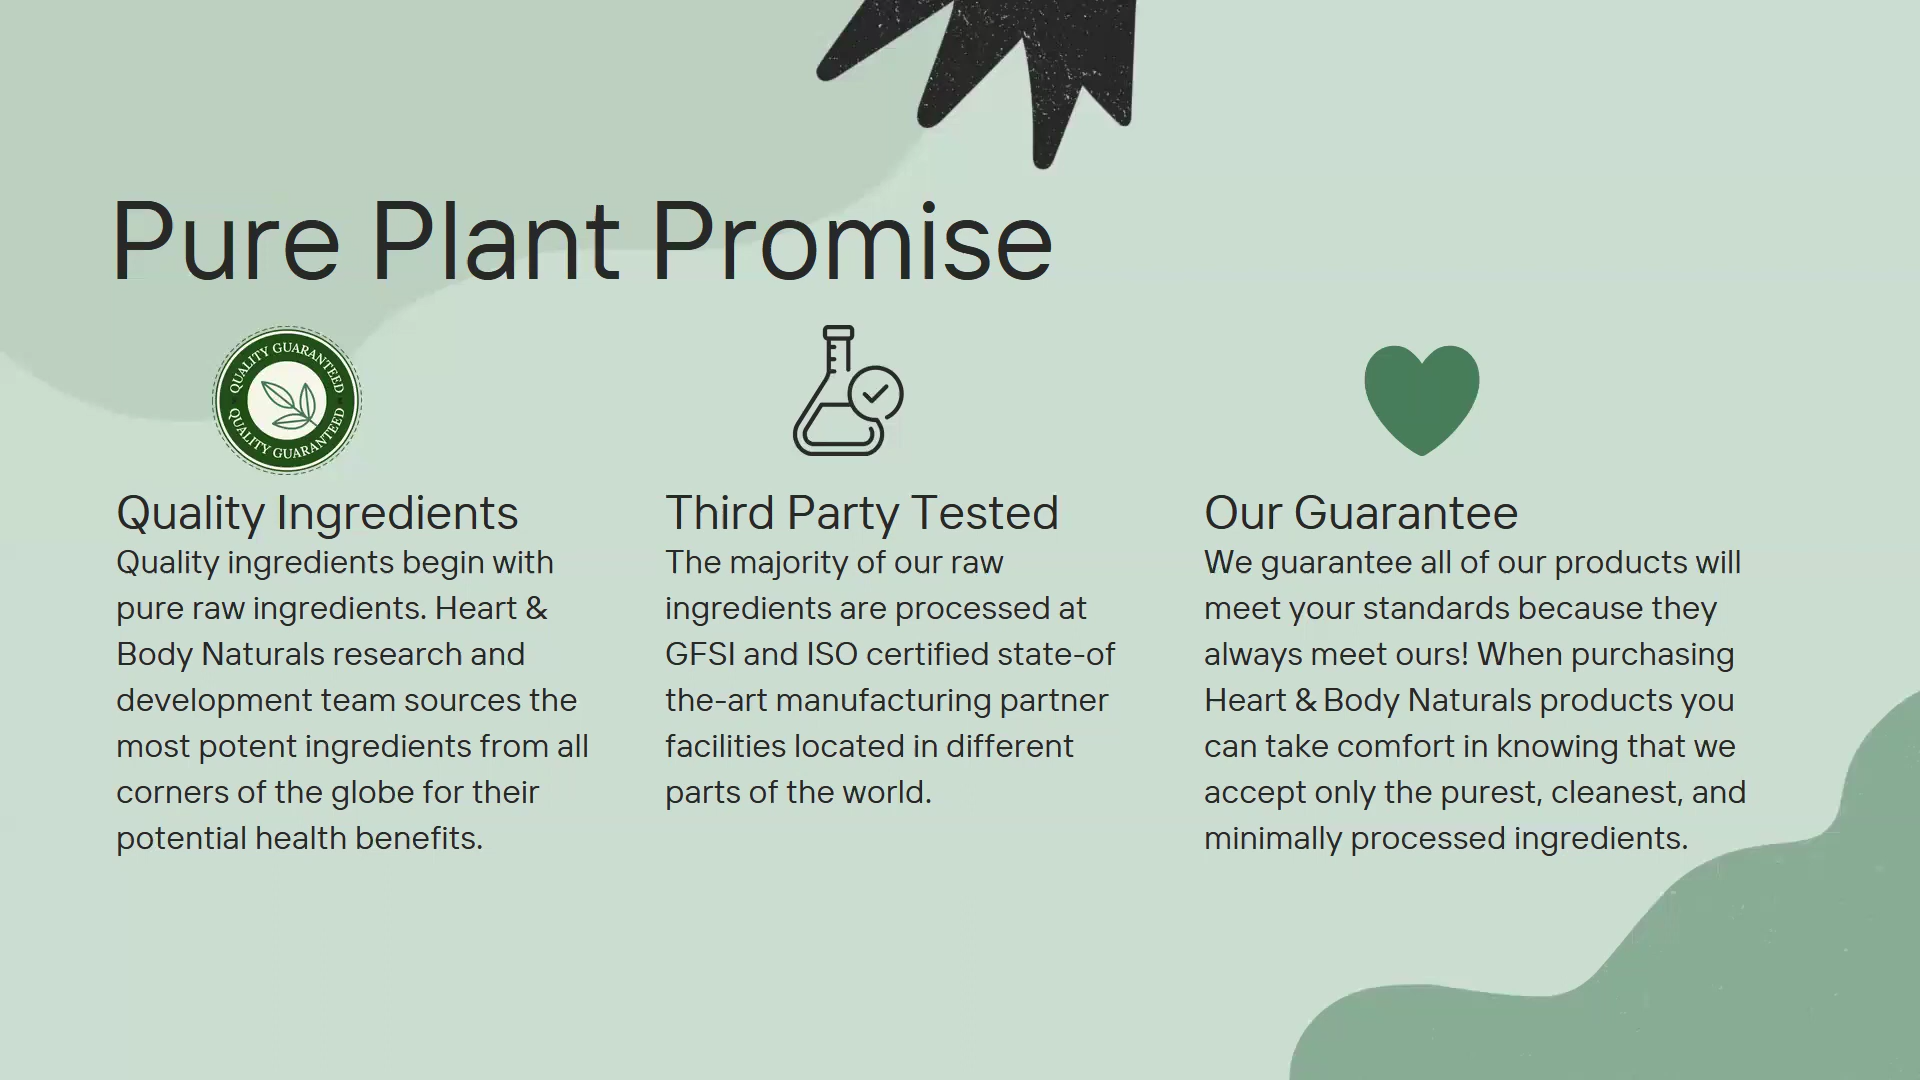 Pure Plant Promise
QUALITY GUARANTEED
QUALITY GUARANTEED
Quality Ingredients
Quality ingredients begin with
pure raw ingredients. Heart &
Body Naturals research and
development team sources the
most potent ingredients from all
corners of the globe for their
potential health benefits.
Third Party Tested
The majority of our raw
ingredients are processed at
GFSI and ISO certified state-of
the-art manufacturing partner
facilities located in different
parts of the world.
Our Guarantee
We guarantee all of our products will
meet your standards because they
always meet ours! When purchasing
Heart & Body Naturals products you
can take comfort in knowing that we
accept only the purest, cleanest, and
minimally processed ingredients.